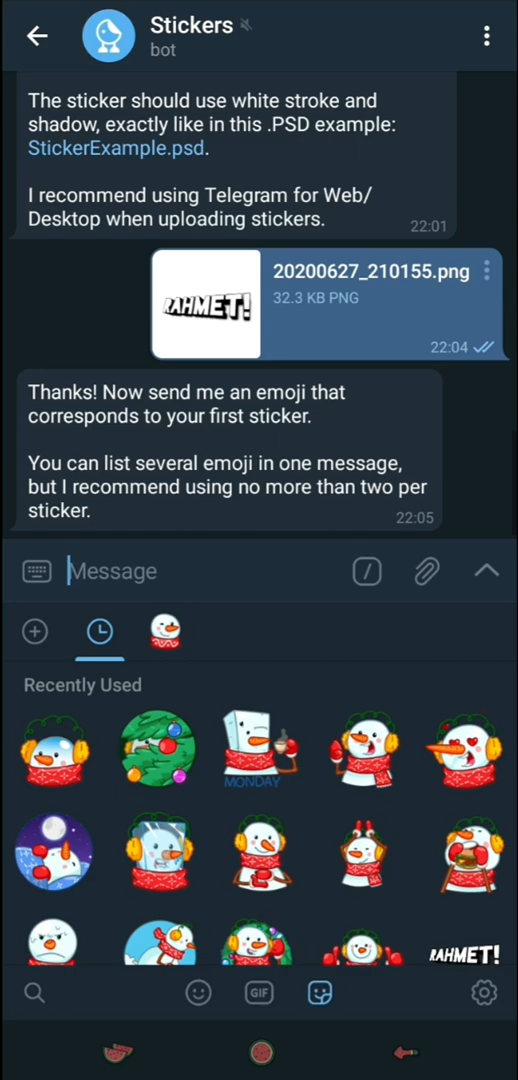 Stickers
bot
The sticker should use white stroke and
shadow, exactly like in this .PSD example:
StickerExample.psd.
I recommend using Telegram for Web/
Desktop when uploading stickers.
22:01
RAHMET!
20200627_210155.png
32.3 KB PNG
22:04
Thanks! Now send me an emoji that
corresponds to your first sticker.
You can list several emoji in one message,
but I recommend using no more than two per
sticker.
22:05
Message
Recently Used
MONDAY
RAHMET!
GIF